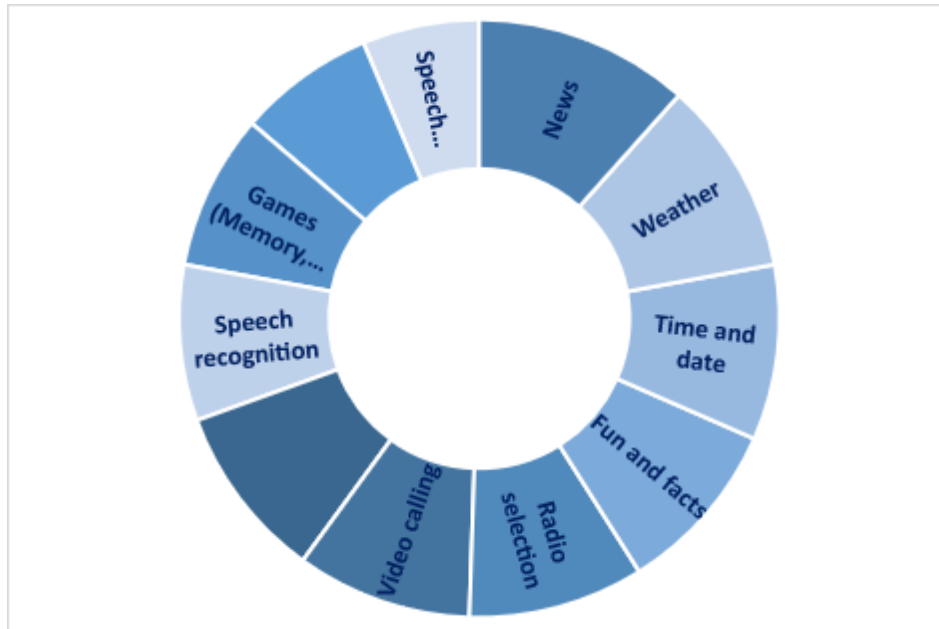 News
Weather
Time and
date
Fun and facts
Radio
selection
Video calling
Speech
recognition
Games
(Memory,...
Speech...